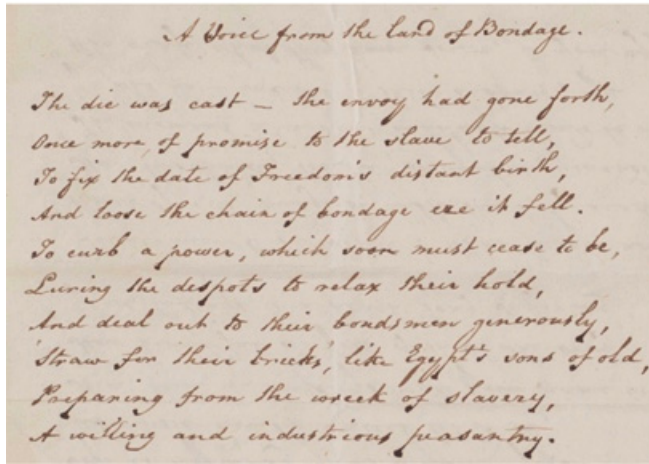 A Voice from the land of Bondage.
The die was cast – the envoy had gone forth,
Once more, of promise to the slave to tell,
To fix the date of Freedom's distant birth,
And loose the chain of bondage ere it fell.
To curb a power, which soon must cease to be,
Luring the despots to relax their hold,
And deal out to their bondsmen generously,
'Straw for their bricks,' like Egypt's sons of old,
Preparing from the wreck of slavery,
A willing and industrious peasantry.